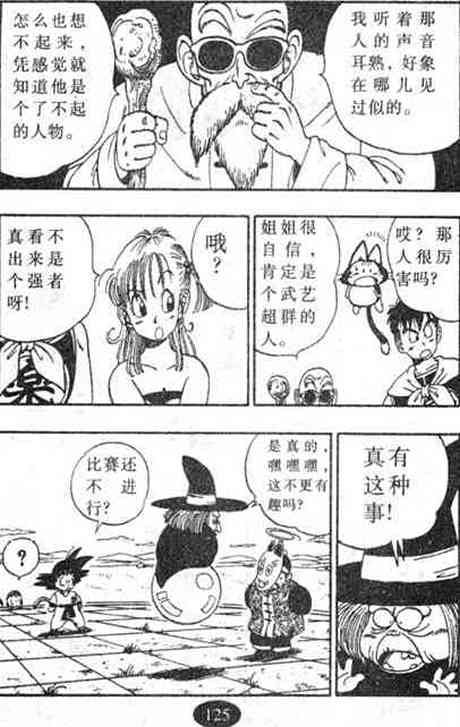 我听着那
人的声音
耳熟，好象
在哪儿见
过似的。
怎么也想
不起来，
凭感觉就
知道他是
个了不起
的人物。
哎？那
人很厉
害吗？
姐姐很
自信，
肯定是
个武艺
超群的
人。
哦？
真看不
出来是
个强者
呀！
真有
这种
事！
是真的，
嘿嘿嘿，
这不更有
趣吗？
比赛还
不进
行？
？
125